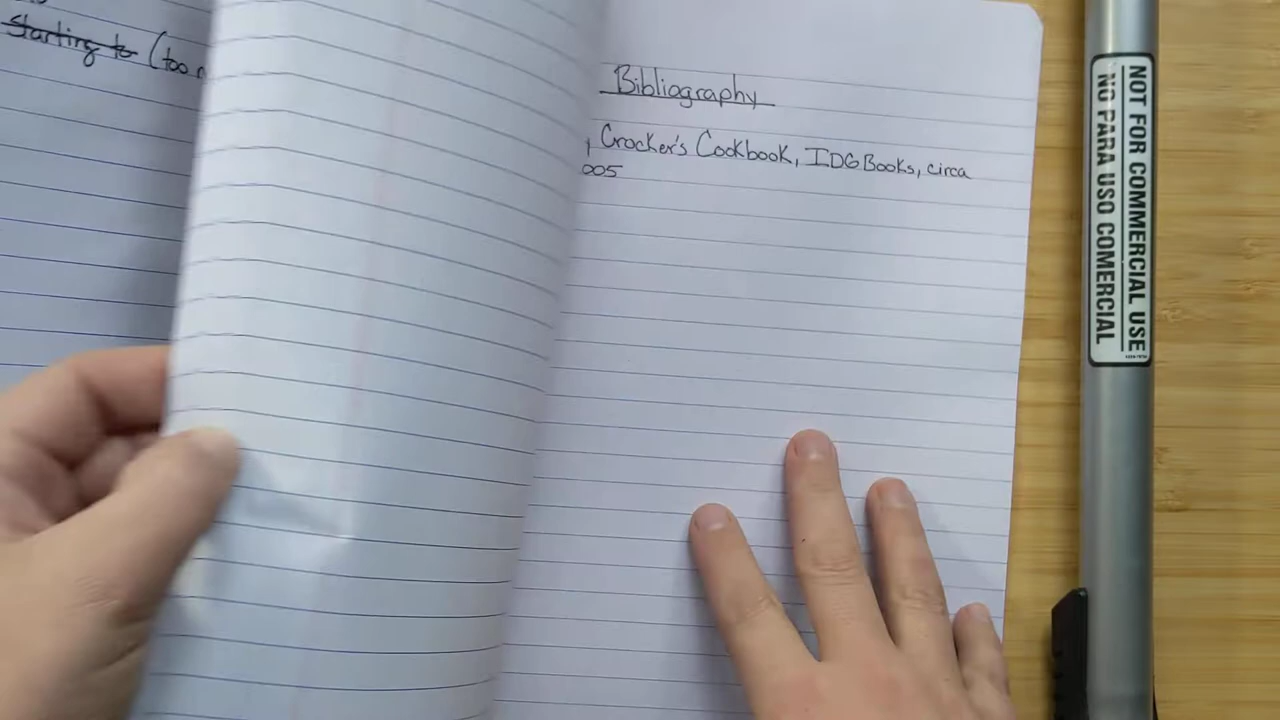 Starting to (too
Bibliography
, Crocker's Cookbook, IDG Books, circa
005
NOT FOR COMMERCIAL USE
NO PARA USO COMERCIAL